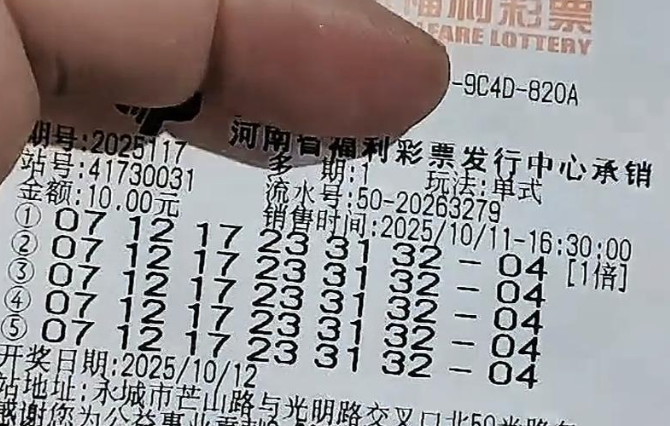 福利彩票
FARE LOTTERY
-9C4D-820A
河南省福利彩票发行中心承销
期号:2025117 多期:1 玩法:单式
站号:41730031 流水号:50-20263279
金额:10.00元 销售时间:2025/10/11-16:30:00
① 07 12 17 23 31 32 - 04 [1倍]
② 07 12 17 23 31 32 - 04
③ 07 12 17 23 31 32 - 04
④ 07 12 17 23 31 32 - 04
⑤ 07 12 17 23 31 32 - 04
开奖日期:2025/10/12
站地址:永城市芒山路与光明路交叉口北50米路
感谢您为公益事业贡献